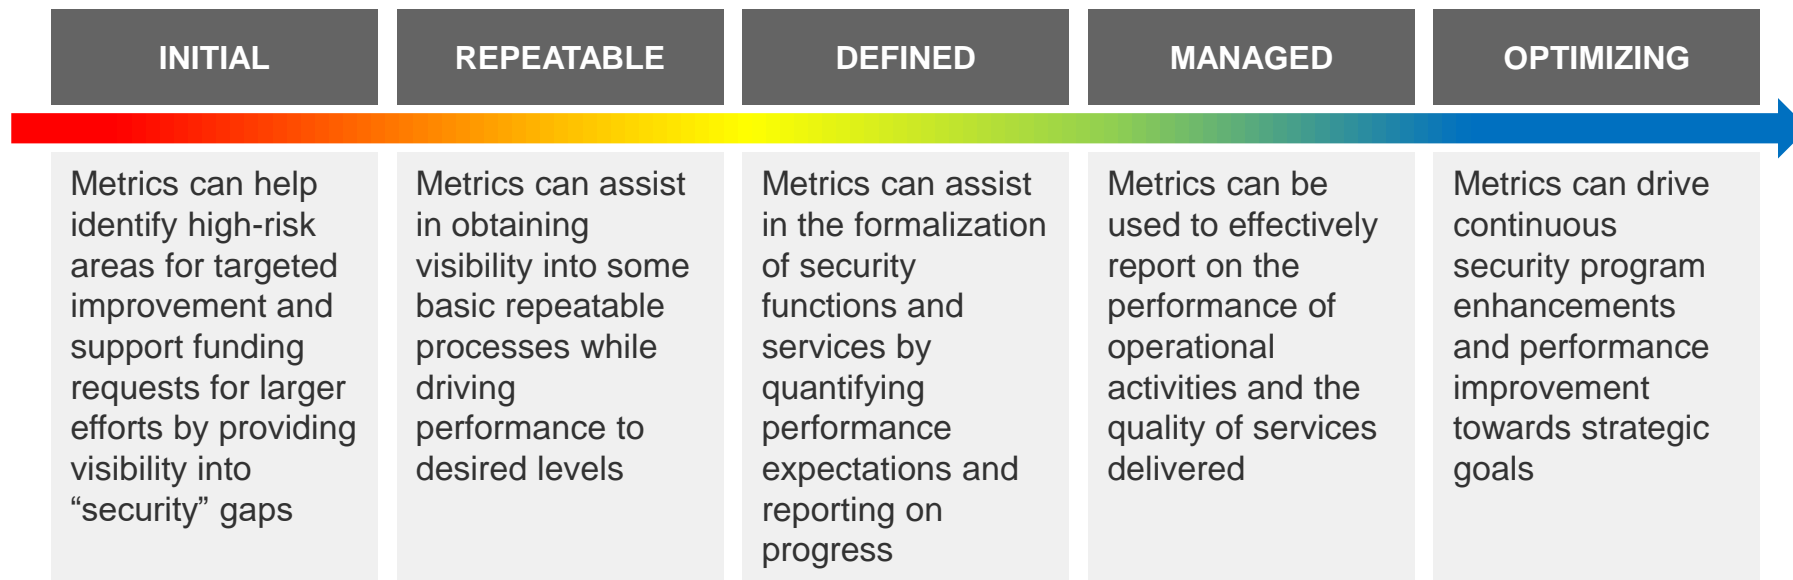 INITIAL
REPEATABLE
DEFINED
MANAGED
OPTIMIZING
Metrics can help
identify high-risk
areas for targeted
improvement and
support funding
requests for larger
efforts by providing
visibility into
“security” gaps
Metrics can assist
in obtaining
visibility into some
basic repeatable
processes while
driving
performance to
desired levels
Metrics can assist
in the formalization
of security
functions and
services by
quantifying
performance
expectations and
reporting on
progress
Metrics can be
used to effectively
report on the
performance of
operational
activities and the
quality of services
delivered
Metrics can drive
continuous
security program
enhancements
and performance
improvement
towards strategic
goals